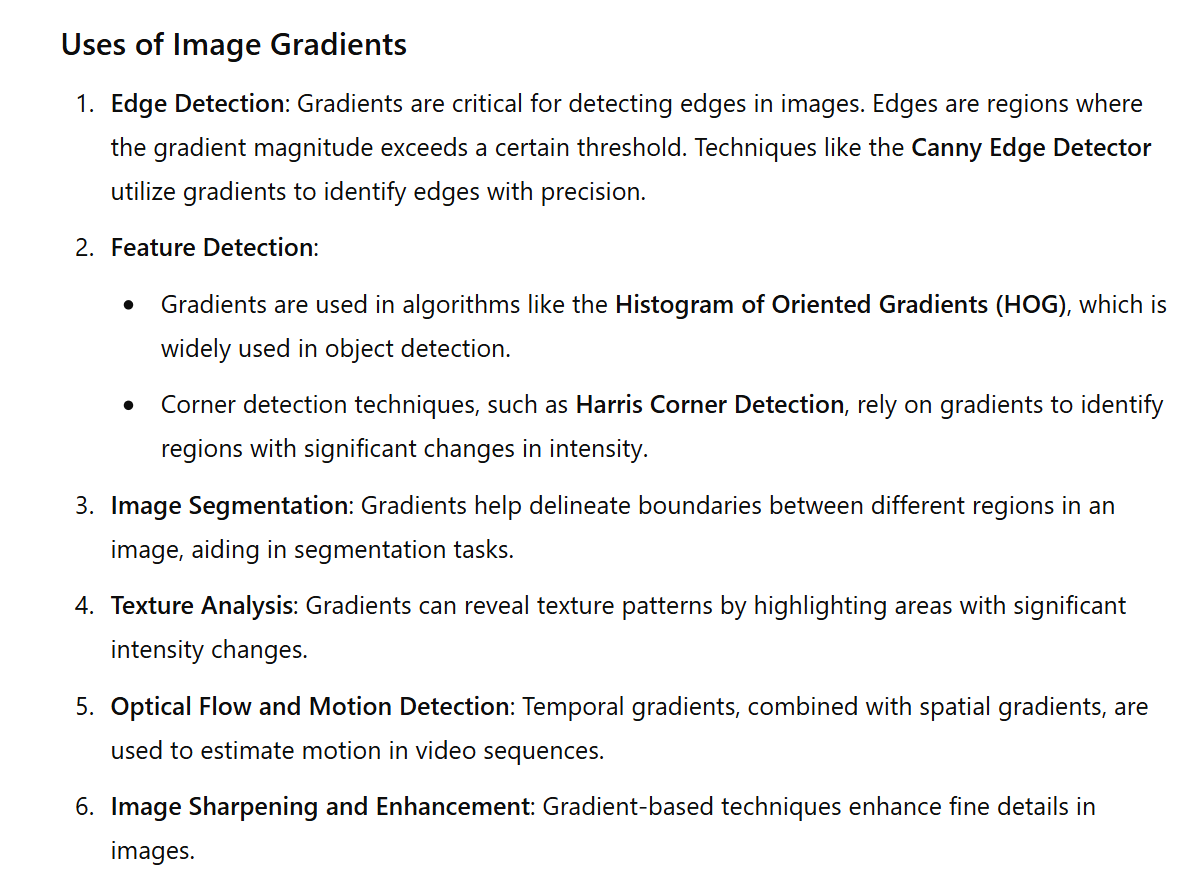 Uses of Image Gradients
1. Edge Detection: Gradients are critical for detecting edges in images. Edges are regions where
the gradient magnitude exceeds a certain threshold. Techniques like the Canny Edge Detector
utilize gradients to identify edges with precision.
2. Feature Detection:
• Gradients are used in algorithms like the Histogram of Oriented Gradients (HOG), which is
widely used in object detection.
• Corner detection techniques, such as Harris Corner Detection, rely on gradients to identify
regions with significant changes in intensity.
3. Image Segmentation: Gradients help delineate boundaries between different regions in an
image, aiding in segmentation tasks.
4. Texture Analysis: Gradients can reveal texture patterns by highlighting areas with significant
intensity changes.
5. Optical Flow and Motion Detection: Temporal gradients, combined with spatial gradients, are
used to estimate motion in video sequences.
6. Image Sharpening and Enhancement: Gradient-based techniques enhance fine details in
images.